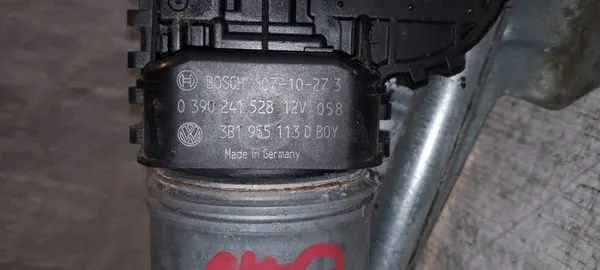 BOSCH 07-10-27 3
0 390 241 528 12V 058
3B1 955 113 D BOY
Made in Germany